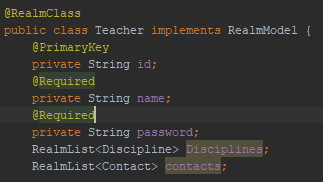 @RealmClass
public class Teacher implements RealmModel {
@PrimaryKey
private String id;
@Required
private String name;
@Required
private String password;
RealmList<Discipline> Disciplines;
RealmList<Contact> contacts;